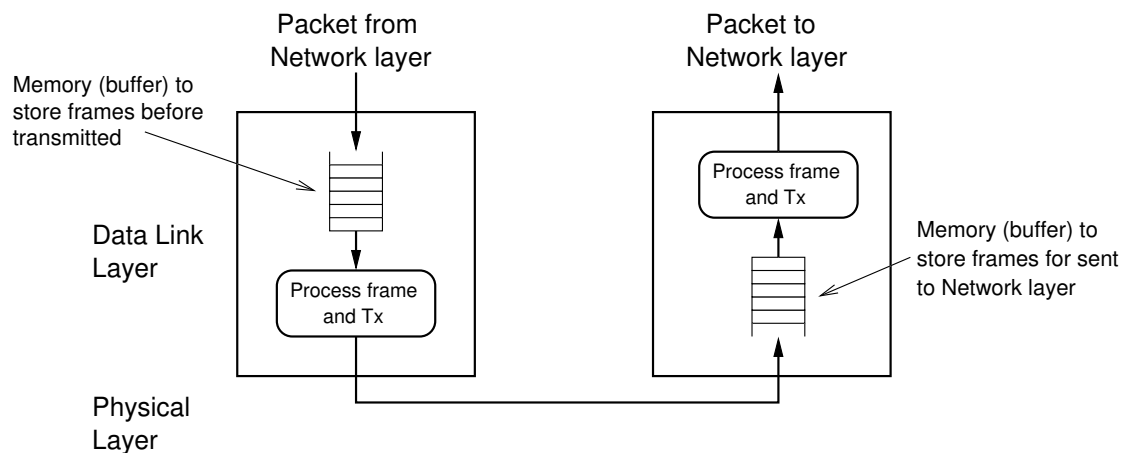 Packet from
Network layer
Packet to
Network layer
Memory (buffer) to
store frames before
transmitted
Process frame
and Tx
Data Link
Layer
Memory (buffer) to
store frames for sent
to Network layer
Process frame
and Tx
Physical
Layer